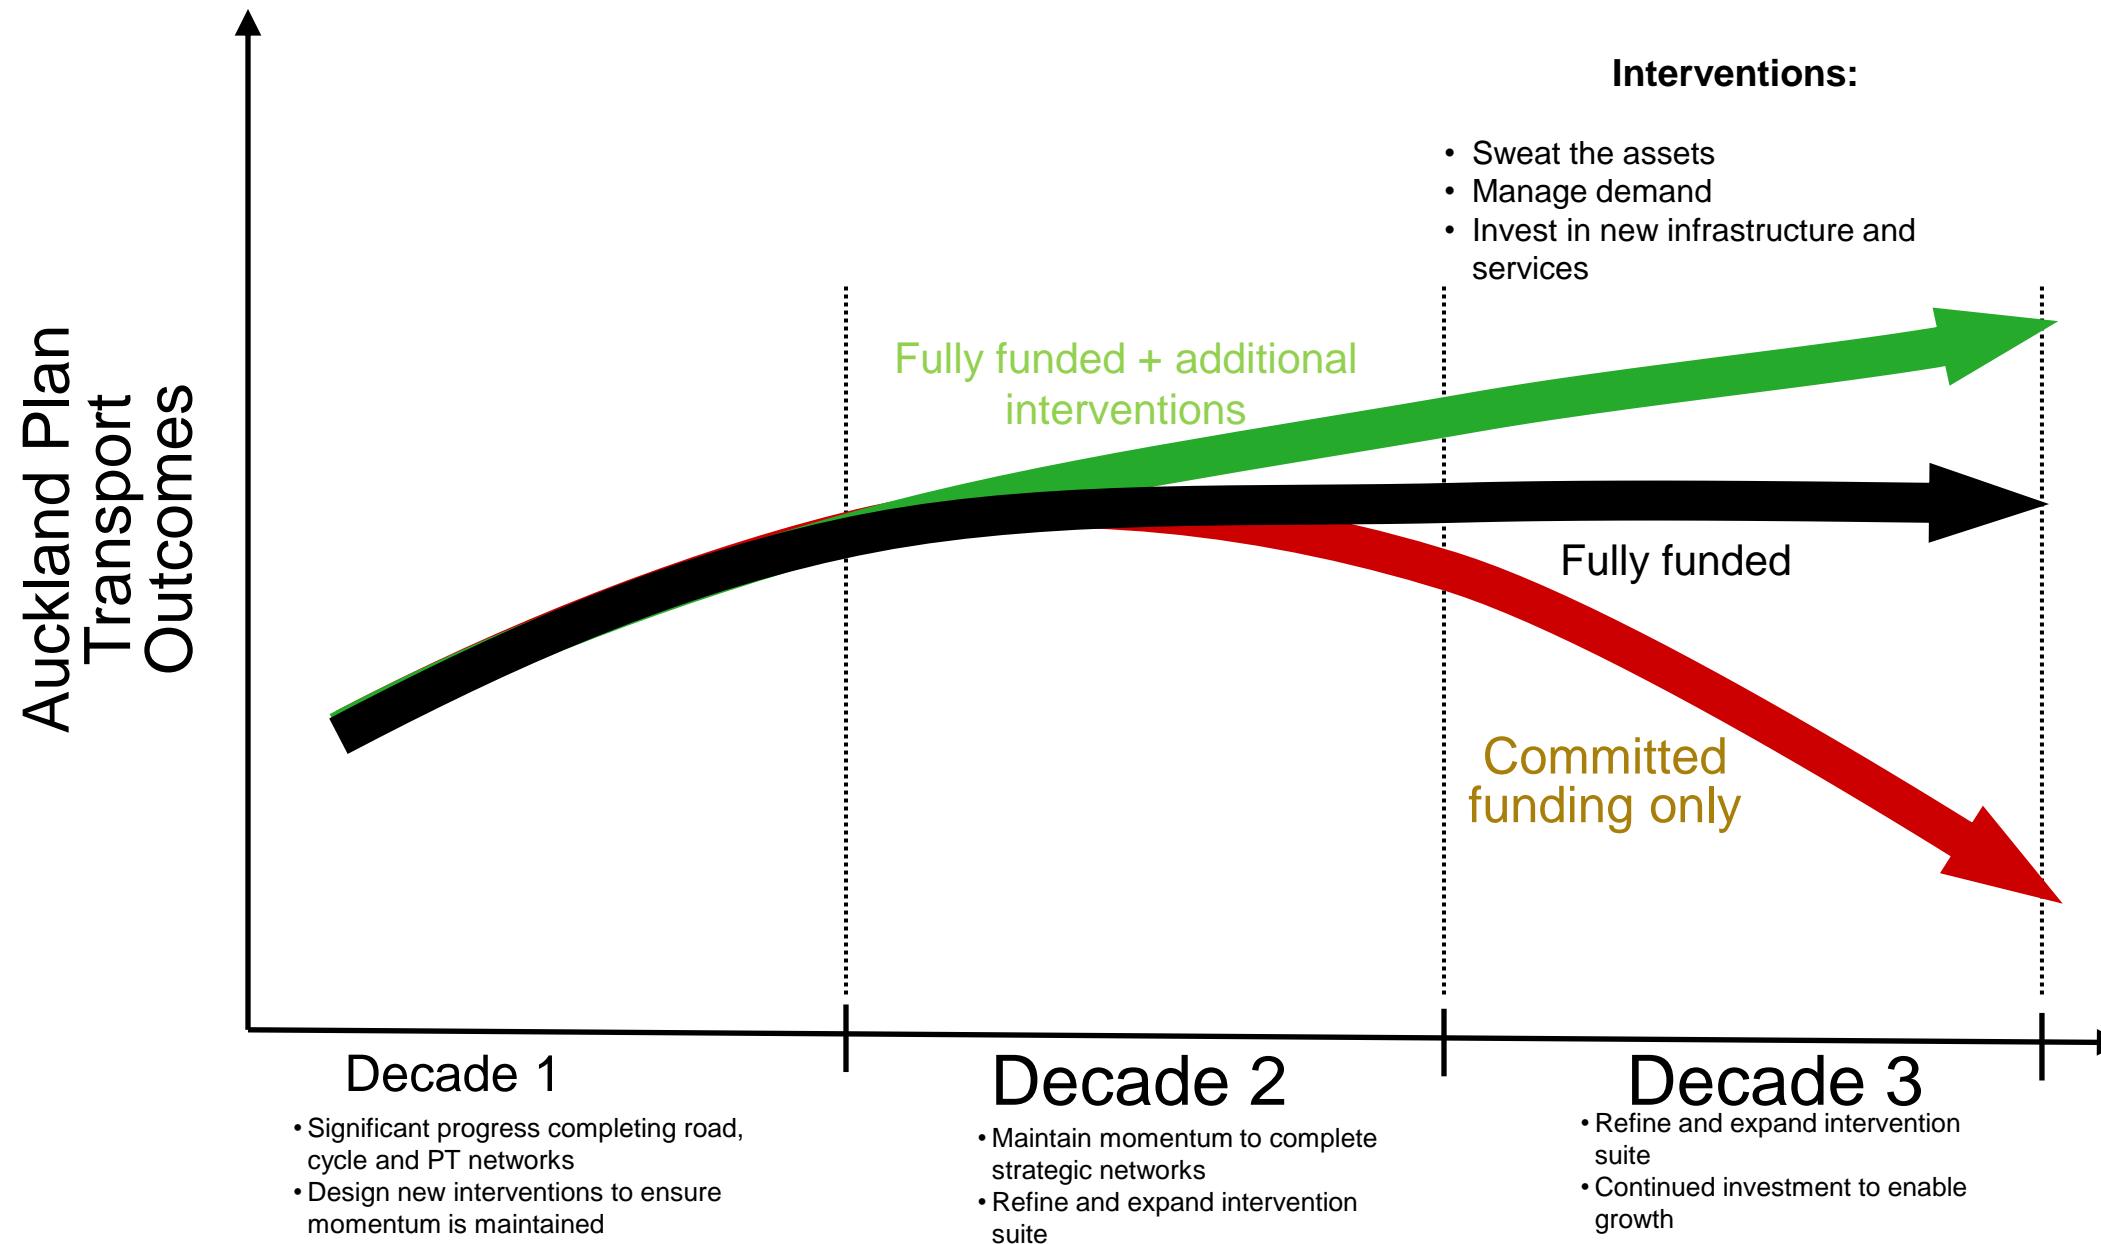 Auckland Plan
Transport
Outcomes
Interventions:
• Sweat the assets
• Manage demand
• Invest in new infrastructure and
services
Fully funded + additional
interventions
Fully funded
Committed
funding only
Decade 1
• Significant progress completing road,
cycle and PT networks
• Design new interventions to ensure
momentum is maintained
Decade 2
• Maintain momentum to complete
strategic networks
• Refine and expand intervention
suite
Decade 3
• Refine and expand intervention
suite
• Continued investment to enable
growth